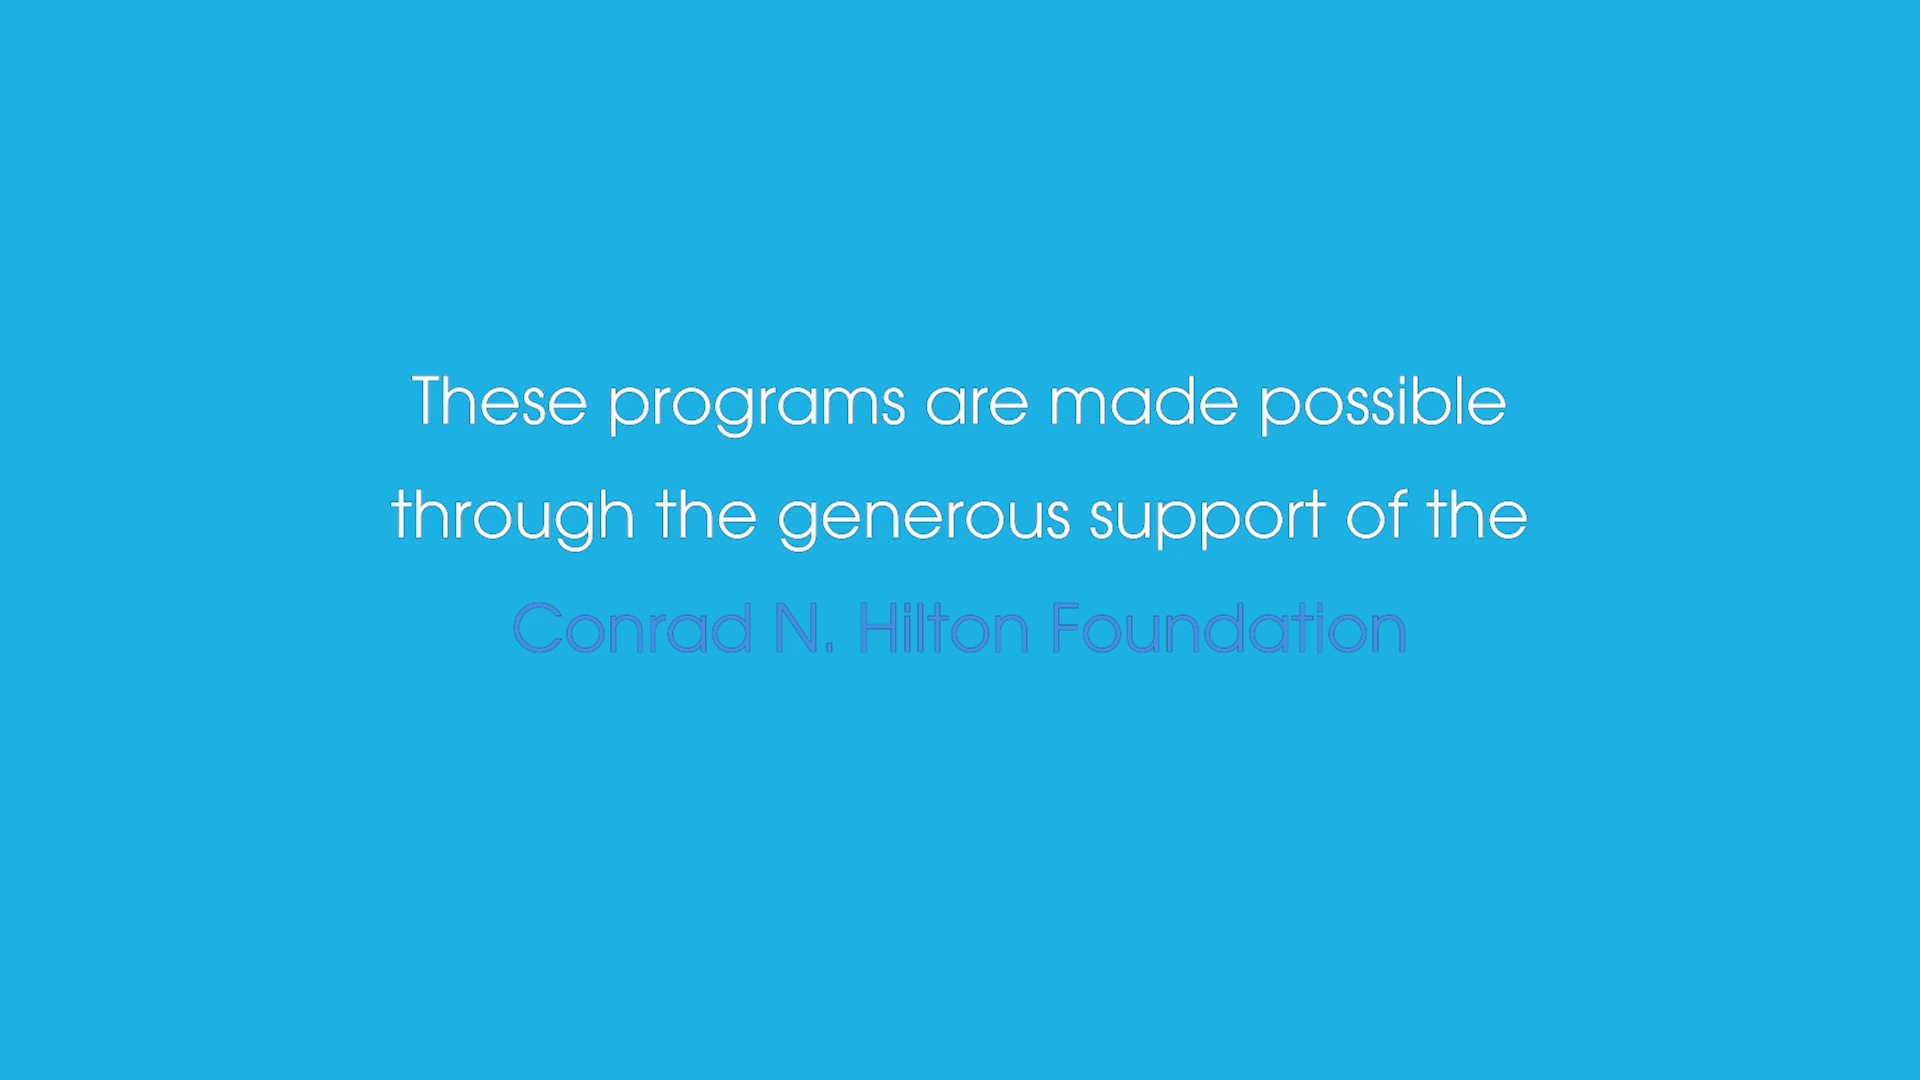 These programs are made possible
through the generous support of the
Conrad N. Hilton Foundation